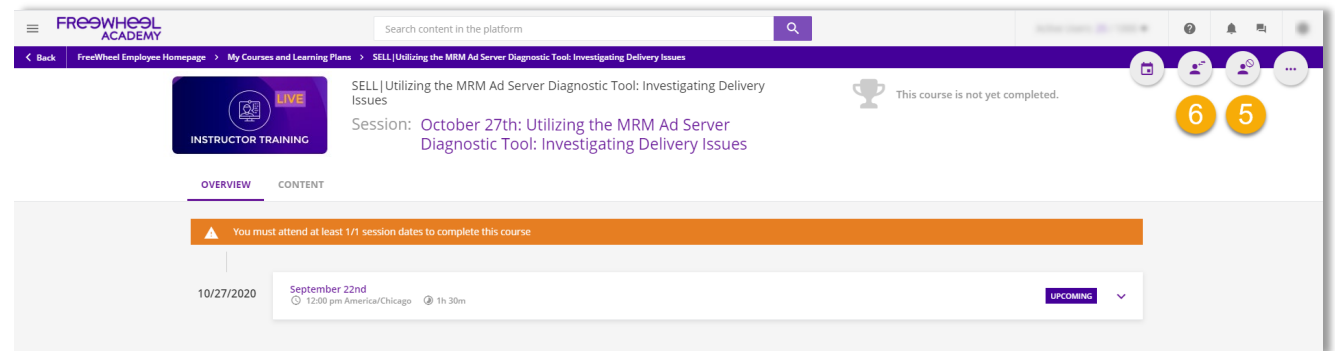 FREEWHEEL
ACADEMY
Search content in the platform
Back FreeWheel Employee Homepage > My Courses and Learning Plans > SELL|Utilizing the MRM Ad Server Diagnostic Tool: Investigating Delivery Issues
LIVE
INSTRUCTOR TRAINING
SELL|Utilizing the MRM Ad Server Diagnostic Tool: Investigating Delivery
Issues
Session: October 27th: Utilizing the MRM Ad Server
Diagnostic Tool: Investigating Delivery Issues
This course is not yet completed.
6 5
OVERVIEW CONTENT
You must attend at least 1/1 session dates to complete this course
10/27/2020
September 22nd
12:00 pm America/Chicago 1h 30m
UPCOMING